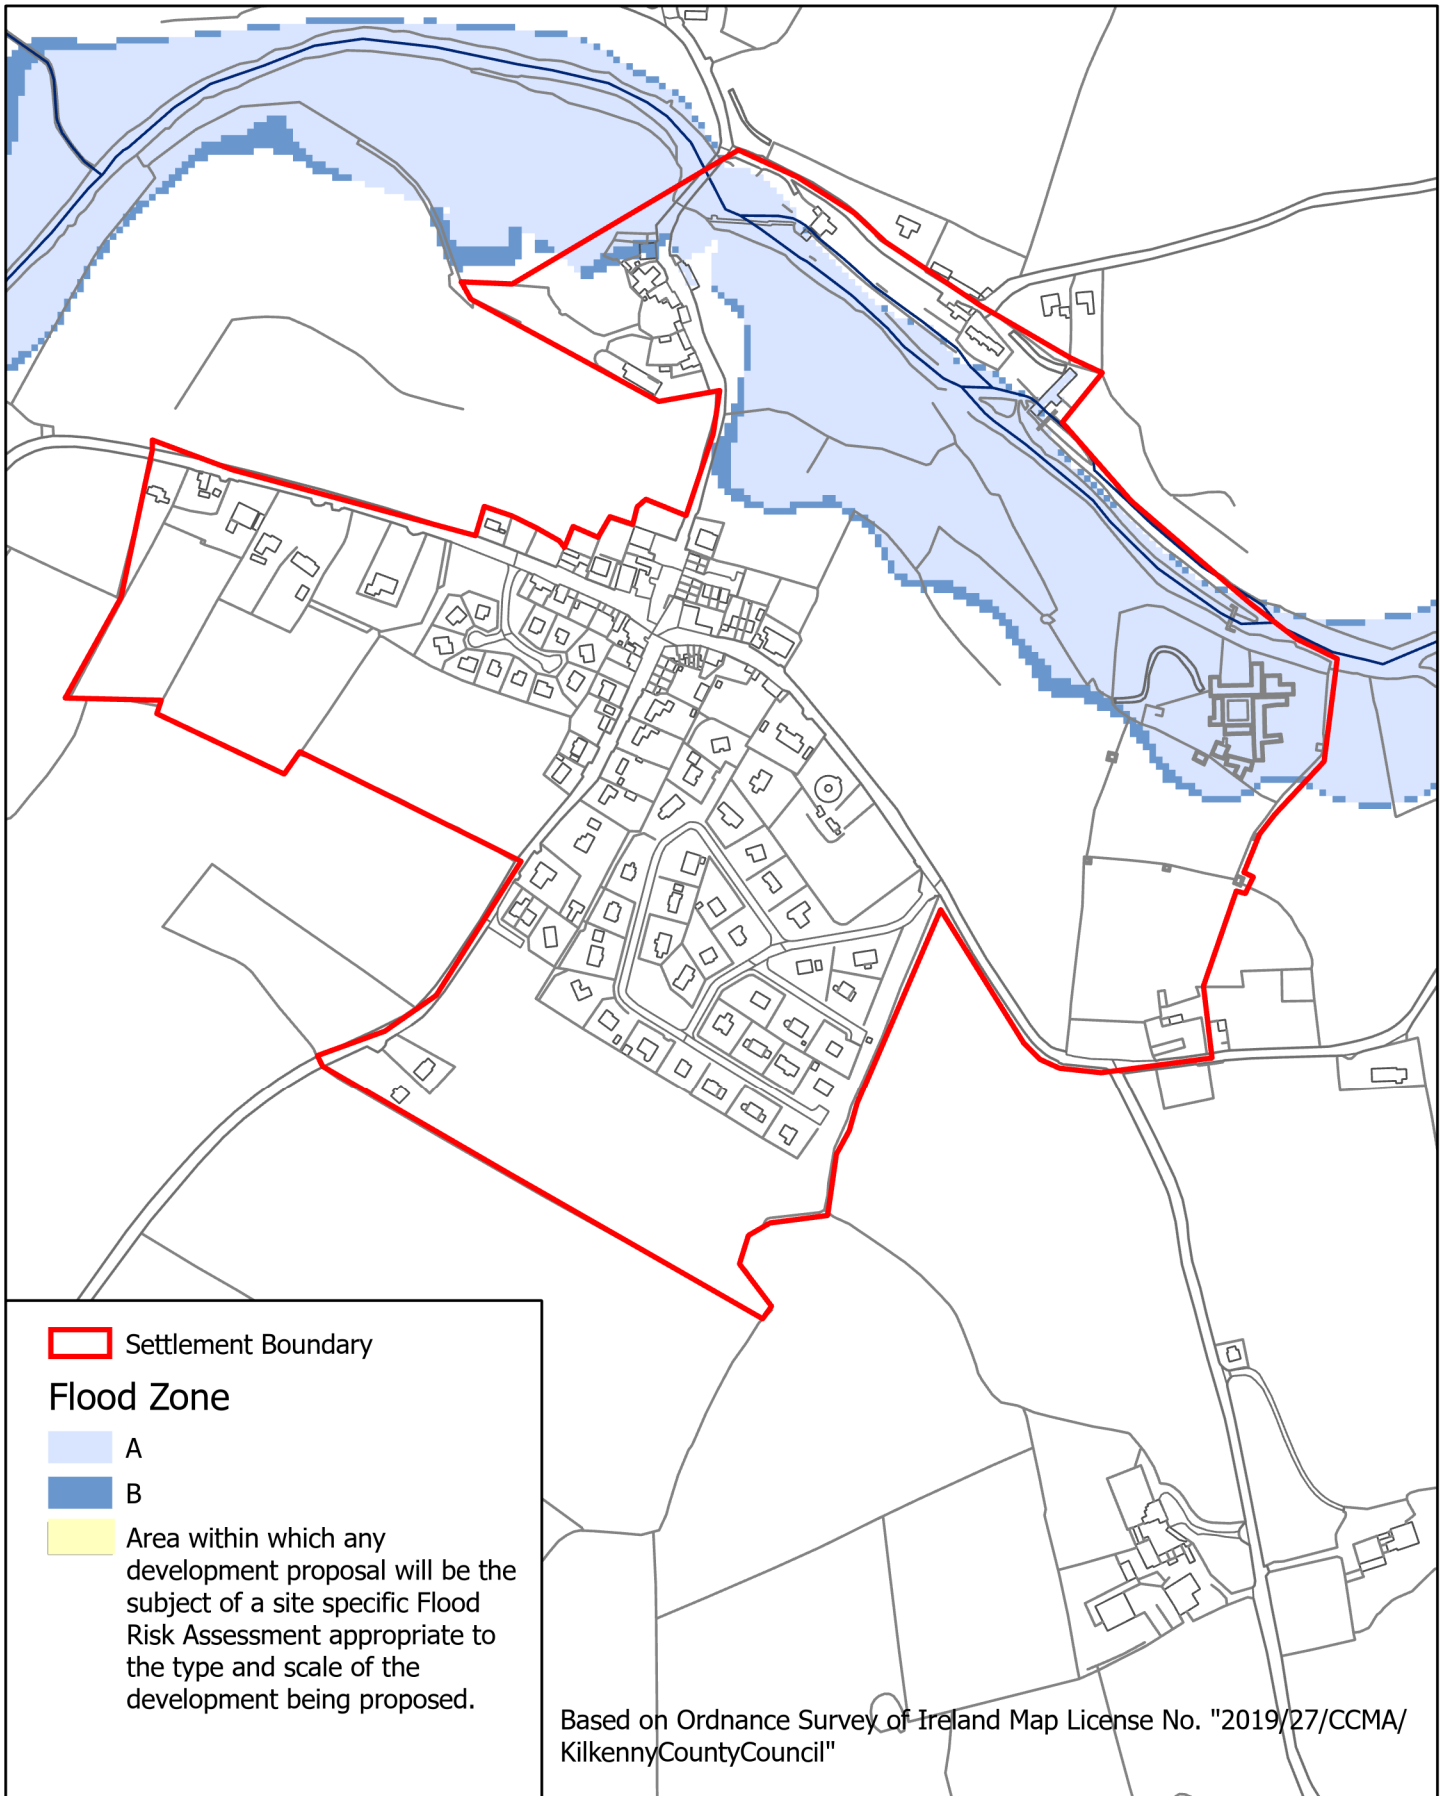 Settlement Boundary
Flood Zone
A
B
Area within which any
development proposal will be the
subject of a site specific Flood
Risk Assessment appropriate to
the type and scale of the
development being proposed.
Based on Ordnance Survey of Ireland Map License No. "2019/27/CCMA/
KilkennyCountyCouncil"